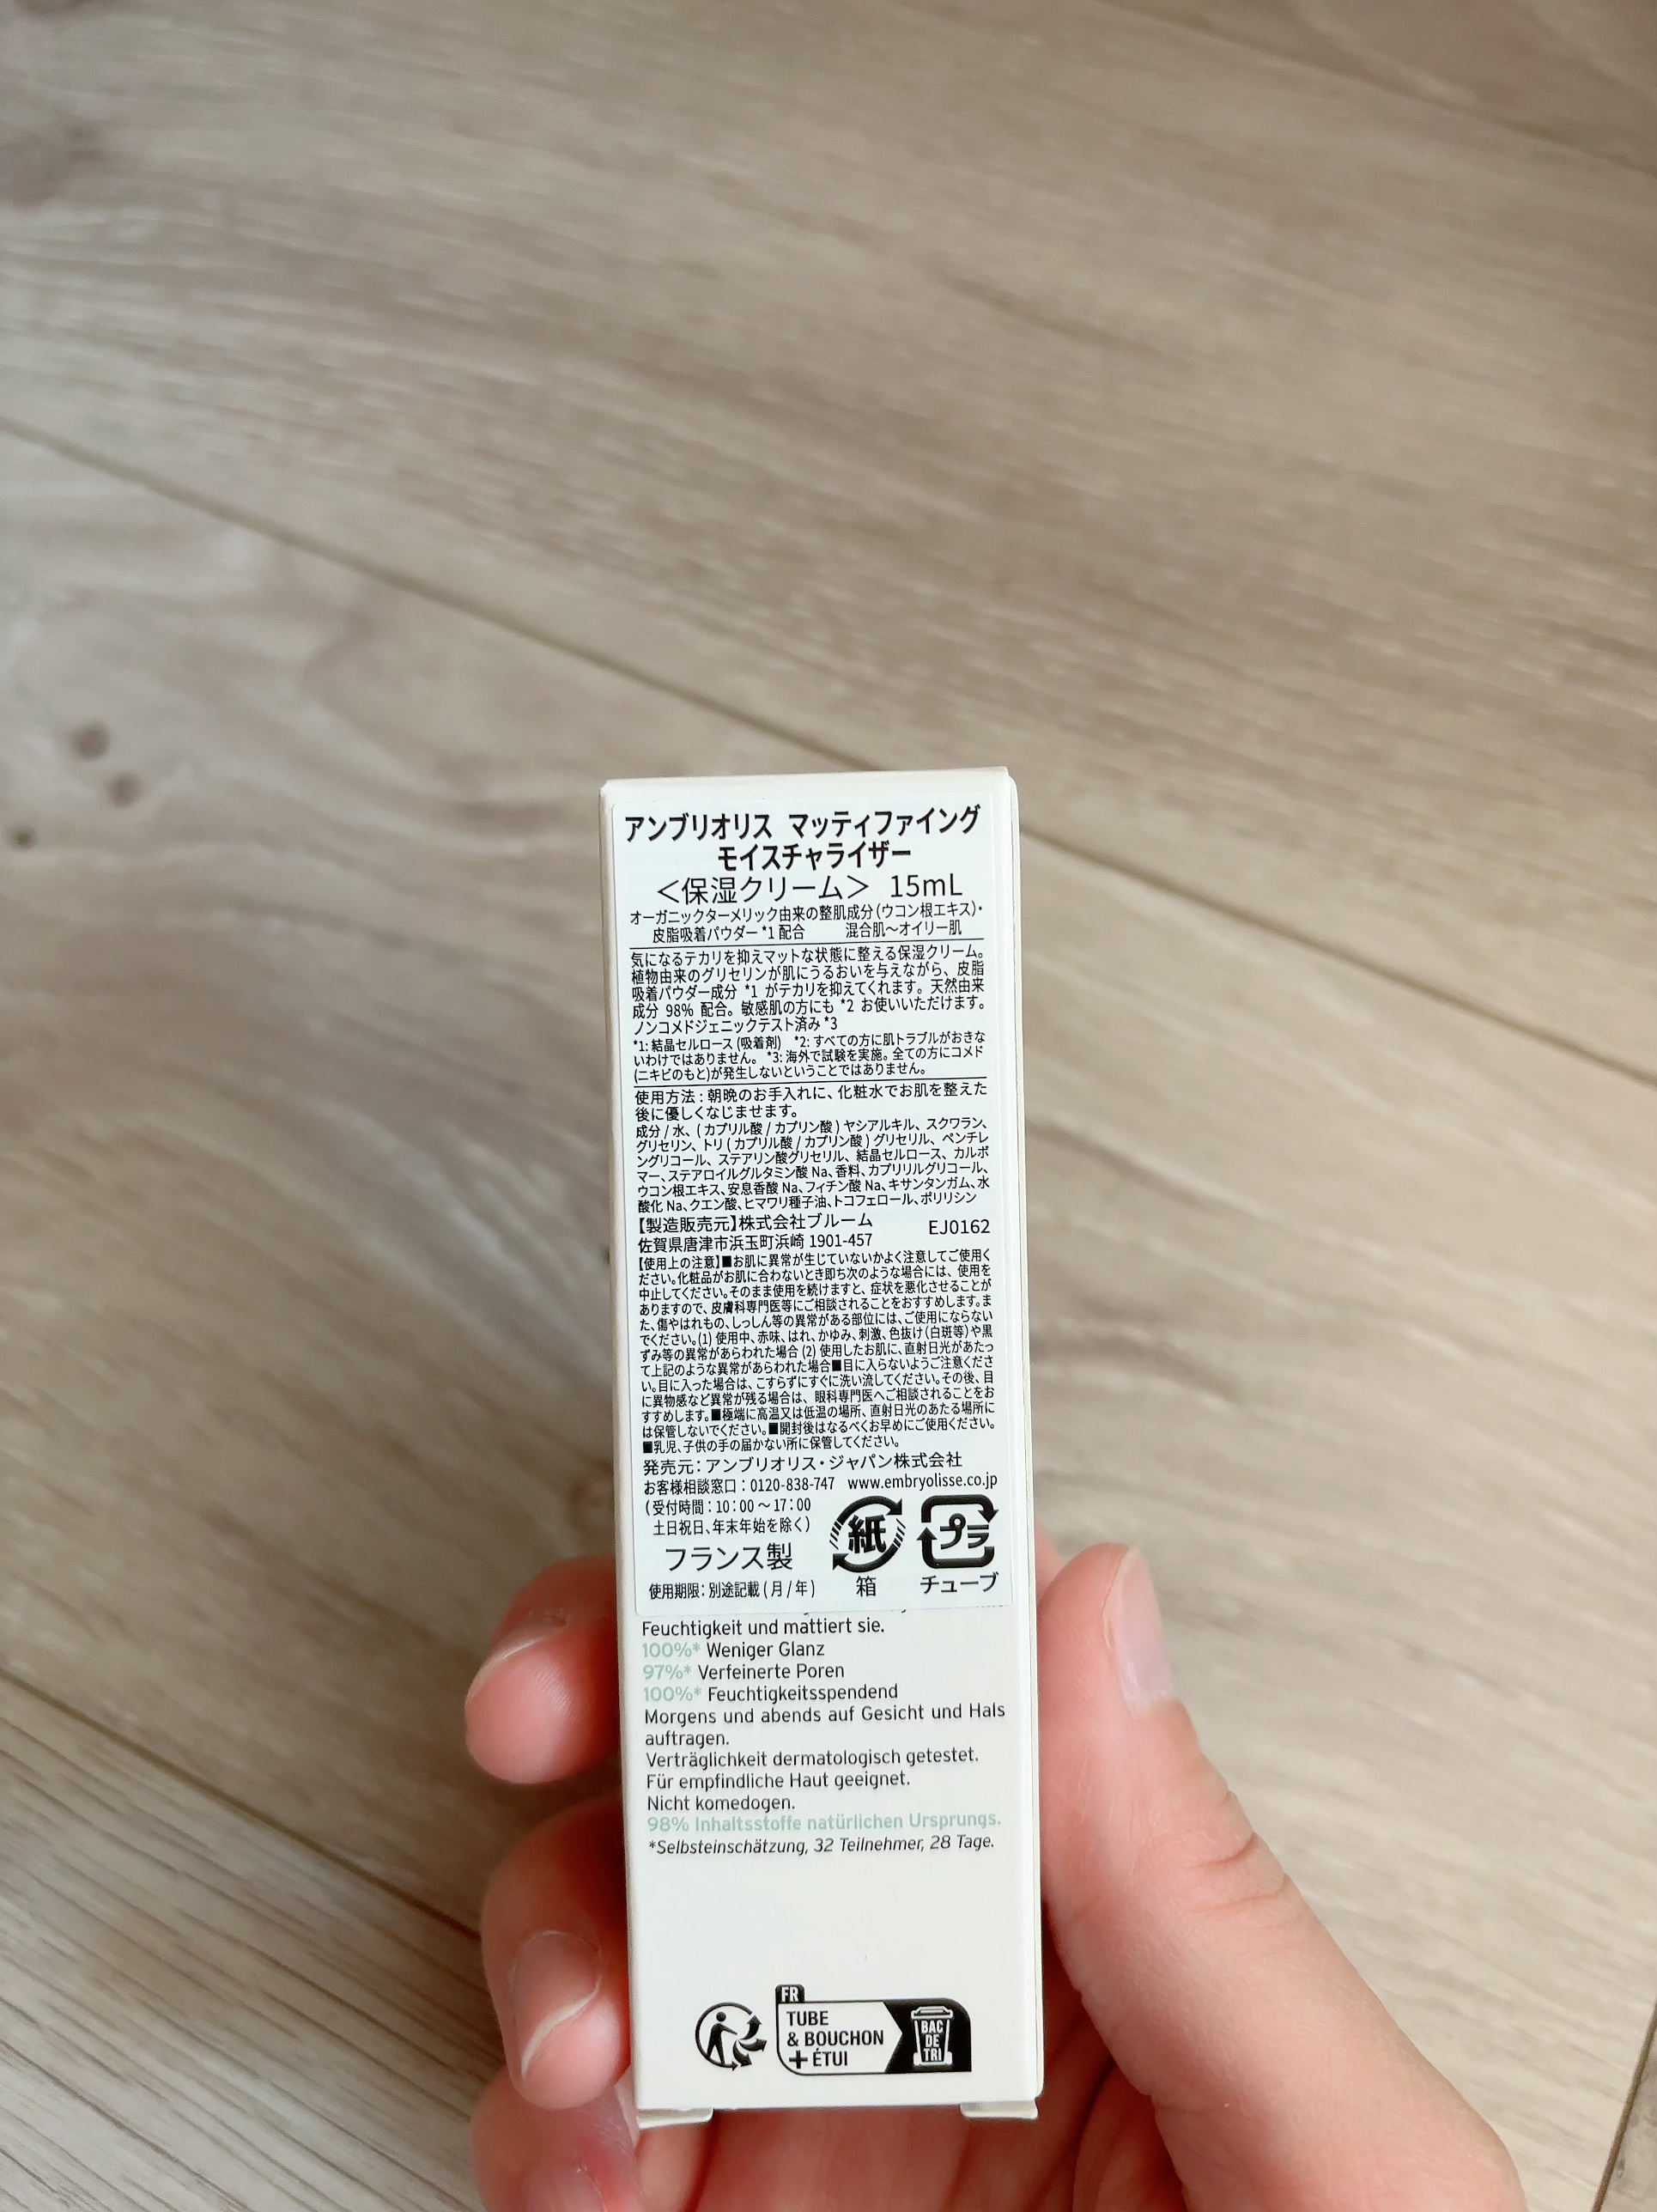 アンブリオリス マッティファイング
モイスチャライザー
＜保湿クリーム＞ 15mL
オーガニックターメリック由来の整肌成分(ウコン根エキス)・
皮脂吸着パウダー *1 配合 混合肌～オイリー肌
気になるテカリを抑えマットな状態に整える保湿クリーム。
植物由来のグリセリンが肌にうるおいを与えながら、皮脂
吸着パウダー成分 *1 がテカリを抑えてくれます。天然由来
成分 98% 配合。敏感肌の方にも *2 お使いいただけます。
ノンコメドジェニックテスト済み *3
*1: 結晶セルロース (吸着剤) *2: すべての方に肌トラブルがおきな
いわけではありません。 *3: 海外で試験を実施。全ての方にコメド
(ニキビのもと)が発生しないということではありません。
使用方法 : 朝晩のお手入れに、化粧水でお肌を整えた
後に優しくなじませます。
成分 / 水、( カプリル酸 / カプリン酸 ) ヤシアルキル、スクワラン、
グリセリン、トリ ( カプリル酸 / カプリン酸 ) グリセリル、ペンチレ
ングリコール、ステアリン酸グリセリル、結晶セルロース、カルボ
マー、ステアロイルグルタミン酸 Na、香料、カプリリルグリコール、
ウコン根エキス、安息香酸 Na、フィチン酸 Na、キサンタンガム、水
酸化 Na、クエン酸、ヒマワリ種子油、トコフェロール、ポリリシン
【製造販売元】株式会社ブルーム EJ0162
佐賀県唐津市浜玉町浜崎 1901-457
【使用上の注意】■お肌に異常が生じていないかよく注意してご使用く
ださい。化粧品がお肌に合わないとき即ち次のような場合には、使用を
中止してください。そのまま使用を続けますと、症状を悪化させることが
ありますので、皮膚科専門医等にご相談されることをおすすめします。ま
た、傷やはれもの、しっしん等の異常がある部位には、ご使用にならない
でください。(1) 使用中、赤味、はれ、かゆみ、刺激、色抜け(白斑等)や黒
ずみ等の異常があらわれた場合 (2) 使用したお肌に、直射日光があたっ
て上記のような異常があらわれた場合■目に入らないようご注意くださ
い。目に入った場合は、こすらずにすぐに洗い流してください。その後、目
に異物感など異常が残る場合は、眼科専門医へご相談されることをお
すすめします。■極端に高温又は低温の場所、直射日光のあたる場所に
は保管しないでください。■開封後はなるべくお早めにご使用ください。
■乳児、子供の手の届かない所に保管してください。
発売元：アンブリオリス・ジャパン株式会社
お客様相談窓口：0120-838-747 www.embryolisse.co.jp
(受付時間：10：00 ～ 17：00
土日祝日、年末年始を除く)
フランス製
使用期限：別途記載 ( 月 / 年 )
紙
箱
プラ
チューブ
Feuchtigkeit und mattiert sie.
100%* Weniger Glanz
97%* Verfeinerte Poren
100%* Feuchtigkeitsspendend
Morgens und abends auf Gesicht und Hals
auftragen.
Verträglichkeit dermatologisch getestet.
Für empfindliche Haut geeignet.
Nicht komedogen.
98% Inhaltsstoffe natürlichen Ursprungs.
*Selbsteinschätzung, 32 Teilnehmer, 28 Tage.
FR
TUBE
& BOUCHON
+ ÉTUI
BAC
DE
TRI